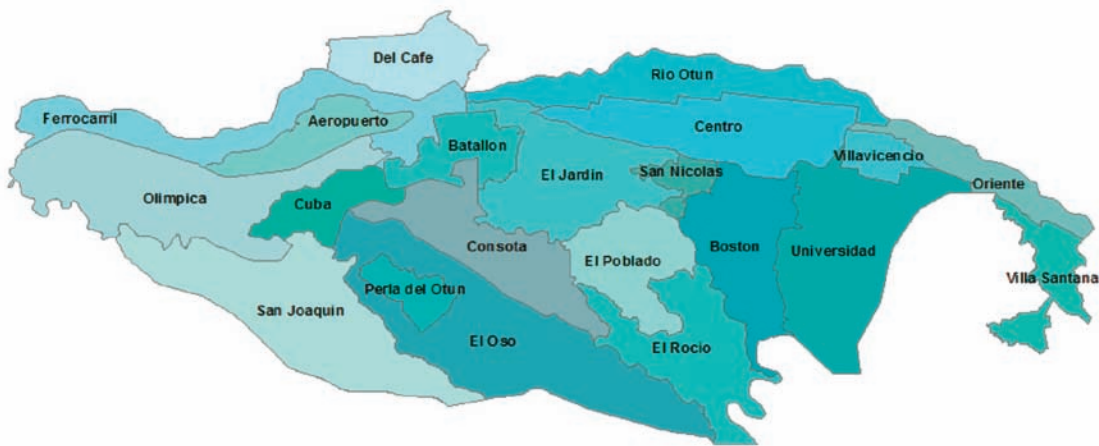 Del Cafe
Rio Otun
Ferrocarril
Aeropuerto
Centro
Batallon
Villavicencio
San Nicolas
El Jardin
Oriente
Olimpica
Cuba
Consota
Boston
Universidad
El Poblado
Villa Santana
Perla del Otun
San Joaquin
El Oso
El Rocio